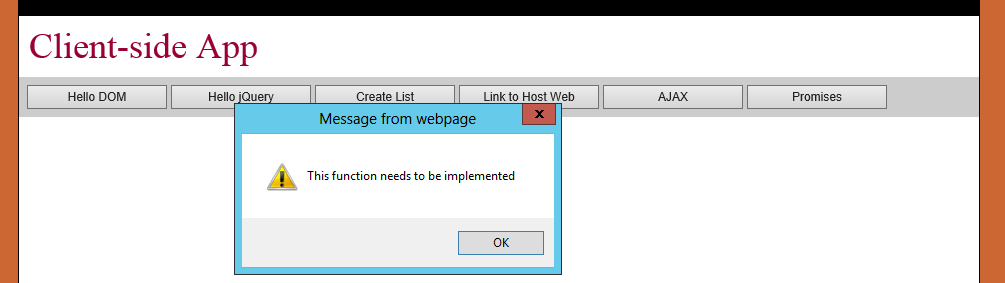 Client-side App
Hello DOM Hello jQuery Create List Link to Host Web AJAX Promises
Message from webpage x
This function needs to be implemented
OK